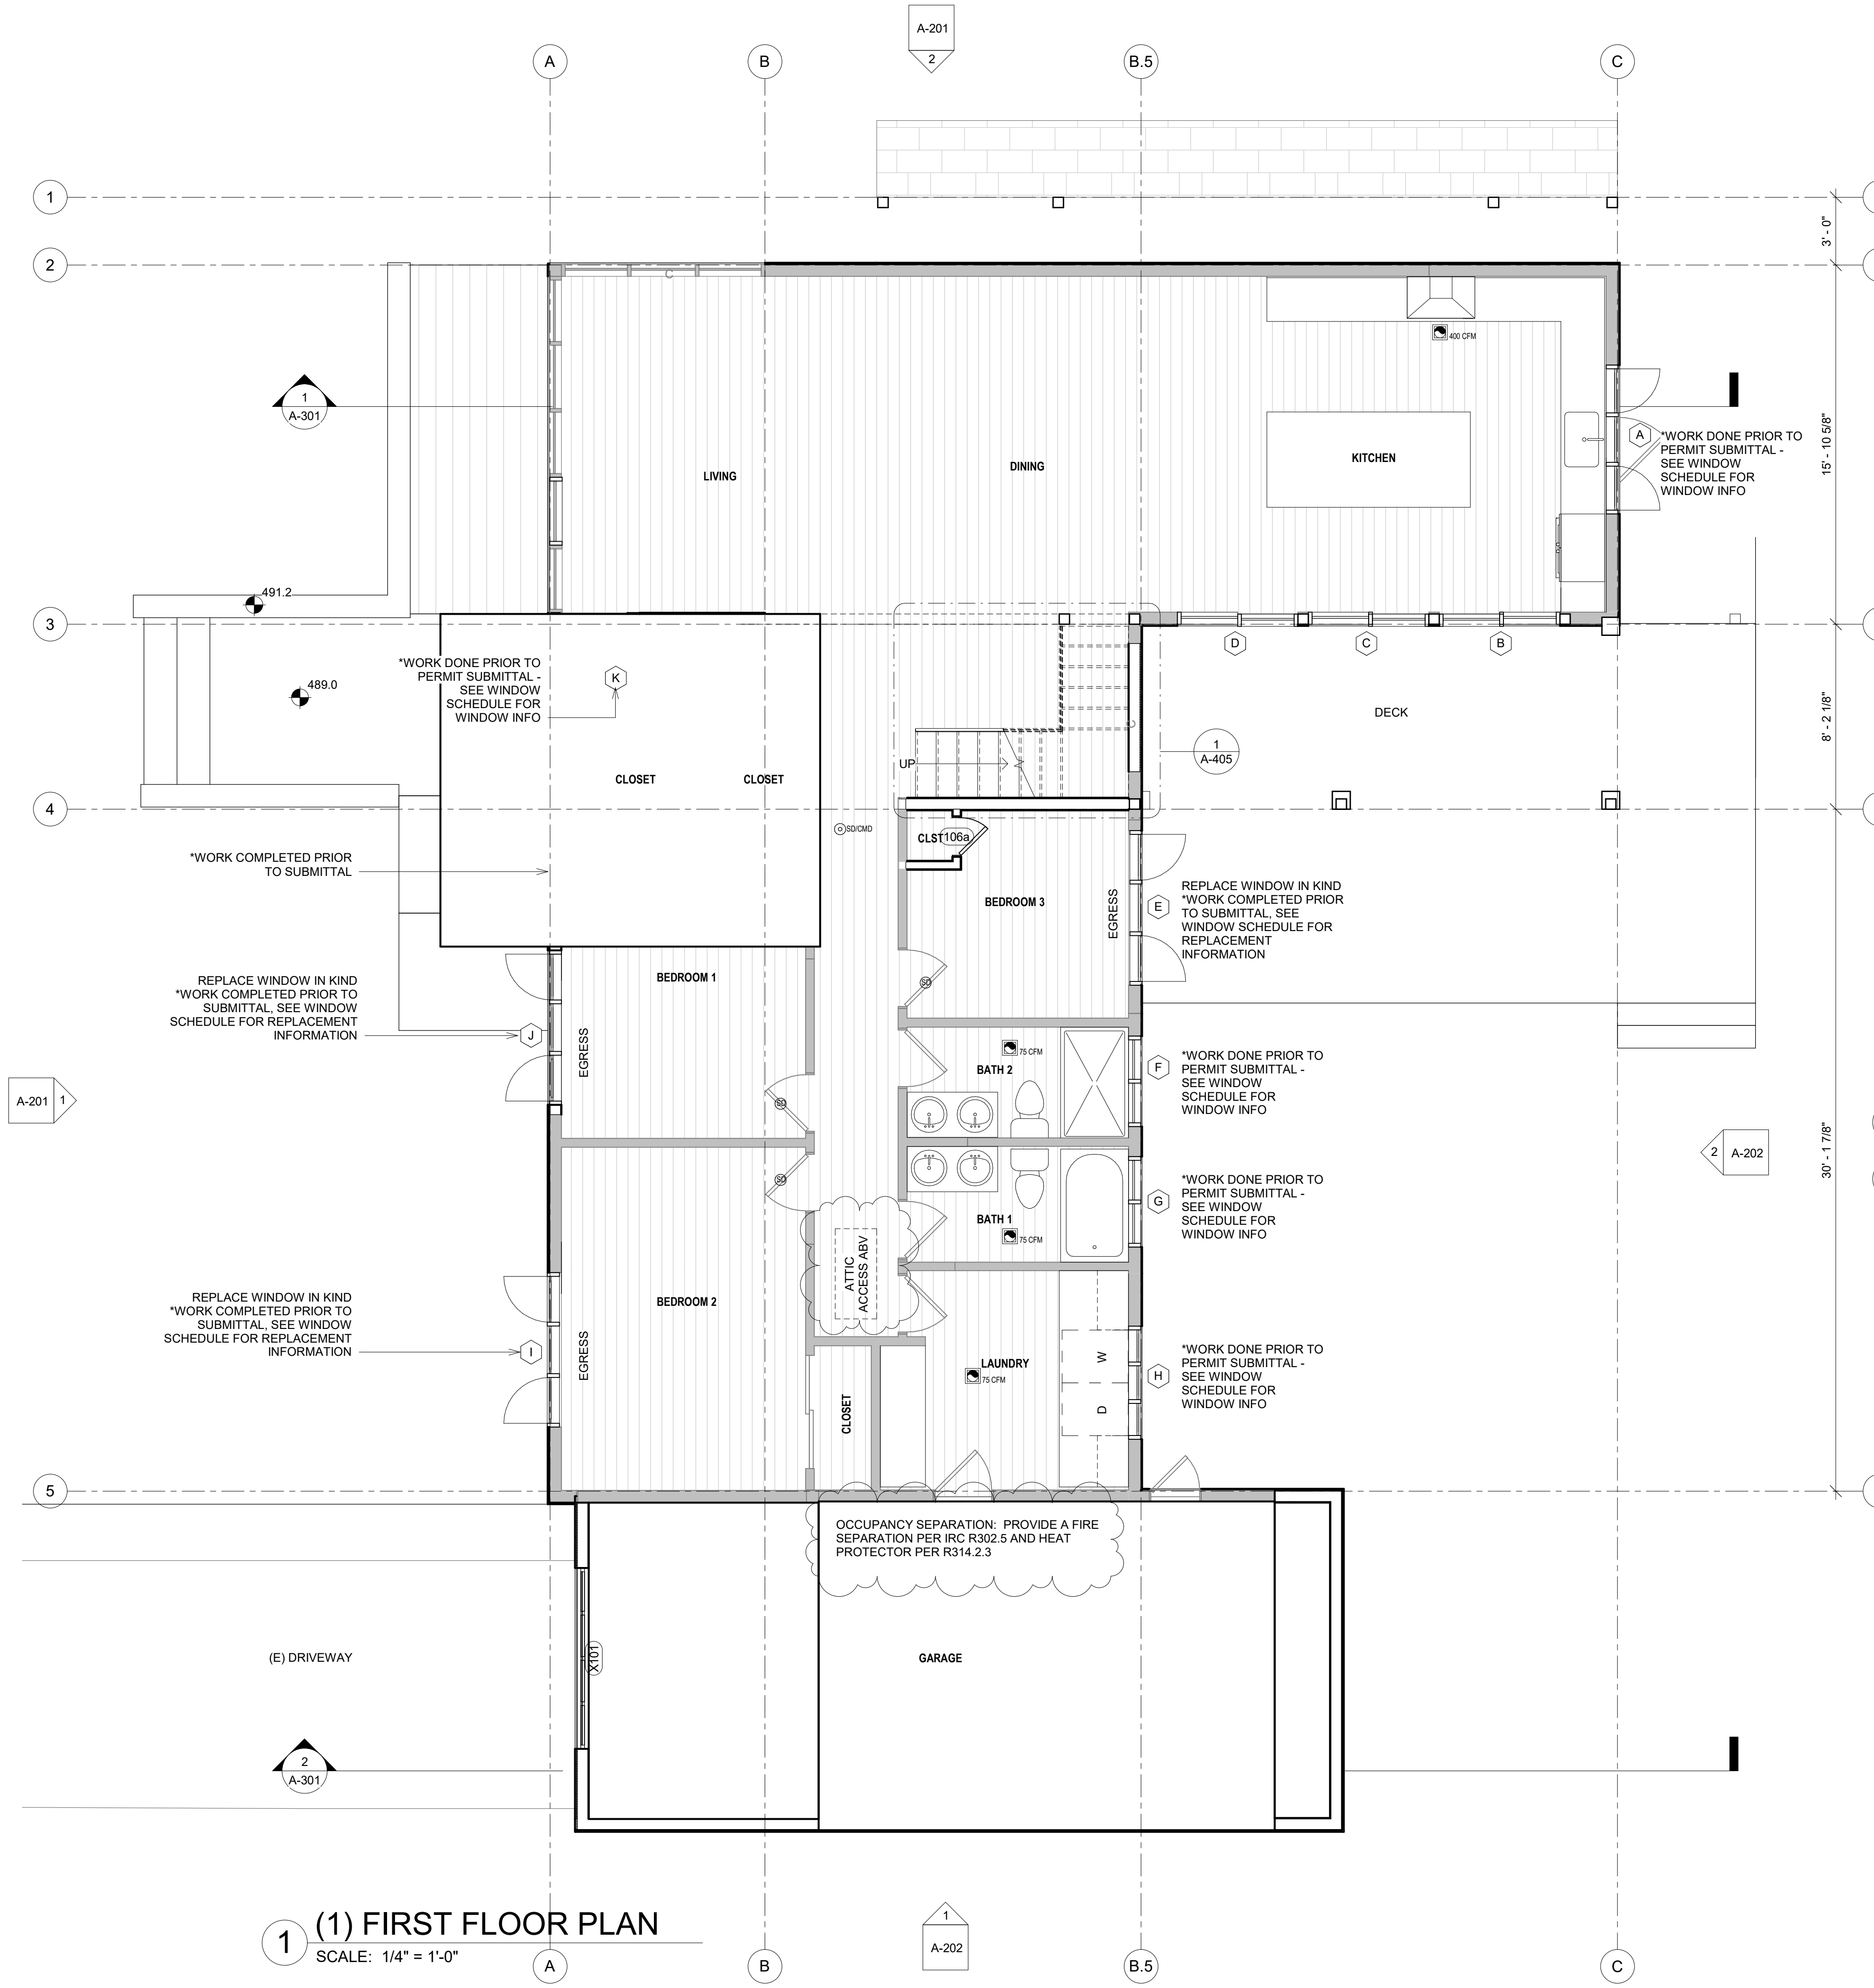 A-201
2
A
B
B.5
C
1
3' - 0"
2
C
400 CFM
1
A-301
15' - 10 5/8"
A
*WORK DONE PRIOR TO
PERMIT SUBMITTAL -
SEE WINDOW
SCHEDULE FOR
WINDOW INFO
LIVING
DINING
KITCHEN
491.2
3
D
C
B
*WORK DONE PRIOR TO
PERMIT SUBMITTAL -
SEE WINDOW
SCHEDULE FOR
WINDOW INFO
K
489.0
DECK
8' - 2 1/8"
C
1
A-405
UP
CLOSET
CLOSET
4
SD/CMD
CLST
106a
*WORK COMPLETED PRIOR
TO SUBMITTAL
BEDROOM 3
EGRESS
E
REPLACE WINDOW IN KIND
*WORK COMPLETED PRIOR
TO SUBMITTAL, SEE
WINDOW SCHEDULE FOR
REPLACEMENT
INFORMATION
BEDROOM 1
SD
REPLACE WINDOW IN KIND
*WORK COMPLETED PRIOR TO
SUBMITTAL, SEE WINDOW
SCHEDULE FOR REPLACEMENT
INFORMATION
J
EGRESS
75 CFM
BATH 2
F
*WORK DONE PRIOR TO
PERMIT SUBMITTAL -
SEE WINDOW
SCHEDULE FOR
WINDOW INFO
A-201
1
SD
30' - 1 7/8"
2
A-202
SD
G
*WORK DONE PRIOR TO
PERMIT SUBMITTAL -
SEE WINDOW
SCHEDULE FOR
WINDOW INFO
BATH 1
75 CFM
ATTIC
ACCESS ABV
BEDROOM 2
REPLACE WINDOW IN KIND
*WORK COMPLETED PRIOR TO
SUBMITTAL, SEE WINDOW
SCHEDULE FOR REPLACEMENT
INFORMATION
I
EGRESS
LAUNDRY
75 CFM
W
D
H
*WORK DONE PRIOR TO
PERMIT SUBMITTAL -
SEE WINDOW
SCHEDULE FOR
WINDOW INFO
CLOSET
5
OCCUPANCY SEPARATION: PROVIDE A FIRE
SEPARATION PER IRC R302.5 AND HEAT
PROTECTOR PER R314.2.3
(E) DRIVEWAY
X101
GARAGE
2
A-301
1
(1) FIRST FLOOR PLAN
SCALE: 1/4" = 1'-0"
1
A-202
A
B
B.5
C